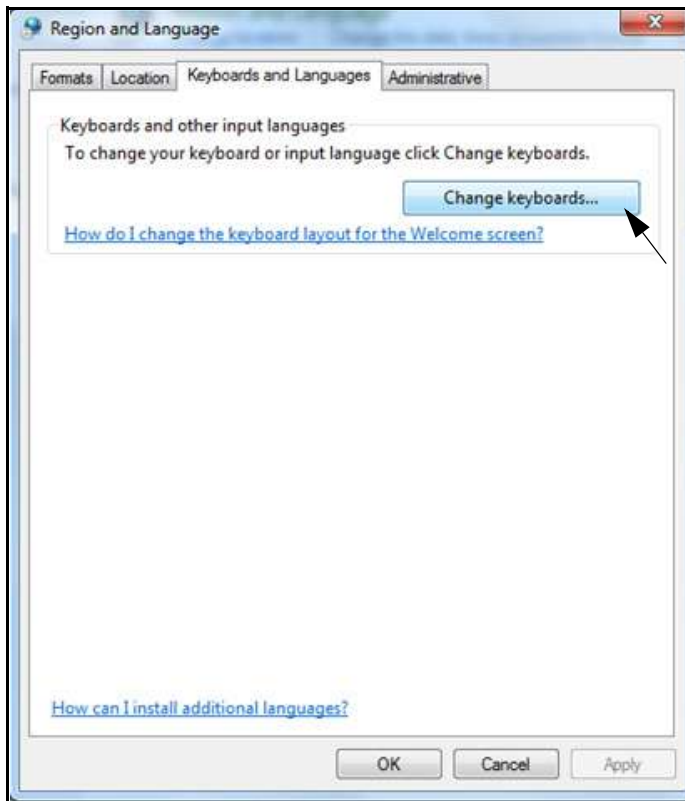 Region and Language
Formats Location Keyboards and Languages Administrative
Keyboards and other input languages
To change your keyboard or input language click Change keyboards.
Change keyboards...
How do I change the keyboard layout for the Welcome screen?
How can I install additional languages?
OK Cancel Apply